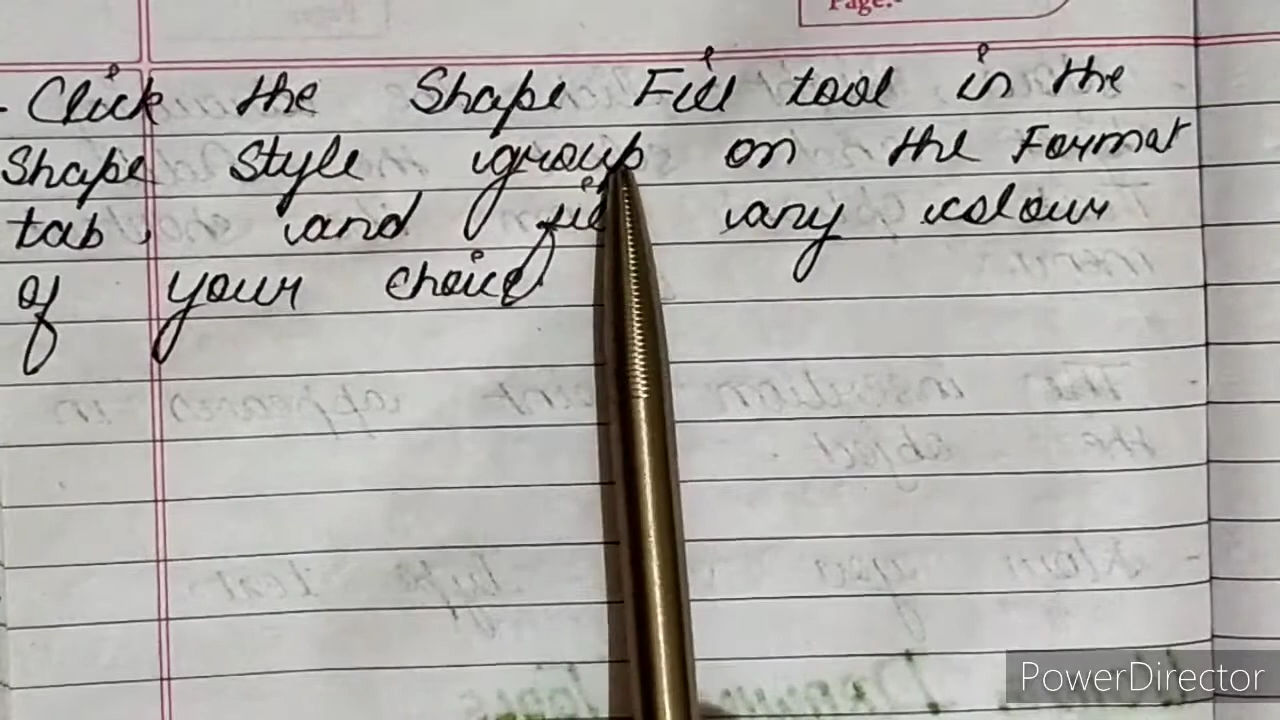 Page.
- Click the Shape Fill tool in the
Shape Style group on the Format
tab, and fill any colour
of your choice.
PowerDirector